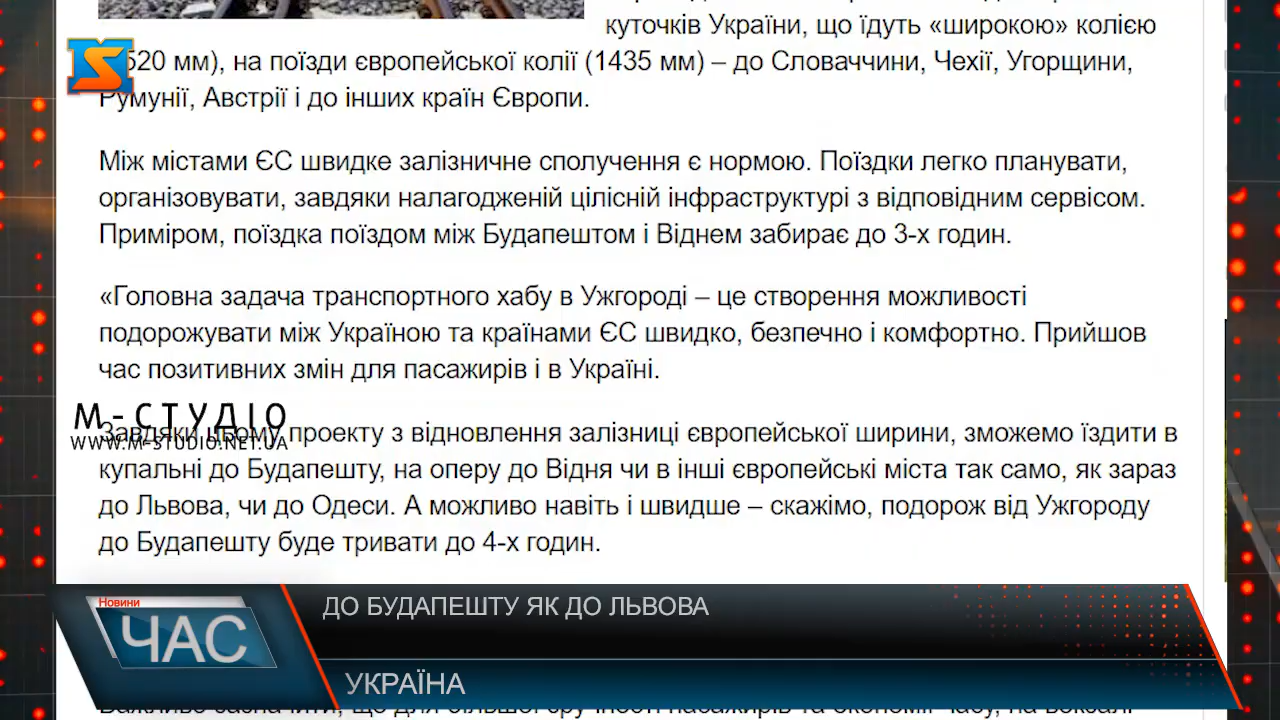 куточків України, що їдуть «широкою» колією
520 мм), на поїзди європейської колії (1435 мм) – до Словаччини, Чехії, Угорщини,
Румунії, Австрії і до інших країн Європи.
Між містами ЄС швидке залізничне сполучення є нормою. Поїздки легко планувати,
організовувати, завдяки налагодженій цілісній інфраструктурі з відповідним сервісом.
Приміром, поїздка поїздом між Будапештом і Віднем забирає до 3-х годин.
«Головна задача транспортного хабу в Ужгороді – це створення можливості
подорожувати між Україною та країнами ЄС швидко, безпечно і комфортно. Прийшов
час позитивних змін для пасажирів і в Україні.
М-СТУДІО
WWW.M-STUDIO.NET.UA
Завдяки цьому проекту з відновлення залізниці європейської ширини, зможемо їздити в
купальні до Будапешту, на оперу до Відня чи в інші європейські міста так само, як зараз
до Львова, чи до Одеси. А можливо навіть і швидше – скажімо, подорож від Ужгороду
до Будапешту буде тривати до 4-х годин.
Новини
ЧАС
ДО БУДАПЕШТУ ЯК ДО ЛЬВОВА
УКРАЇНА